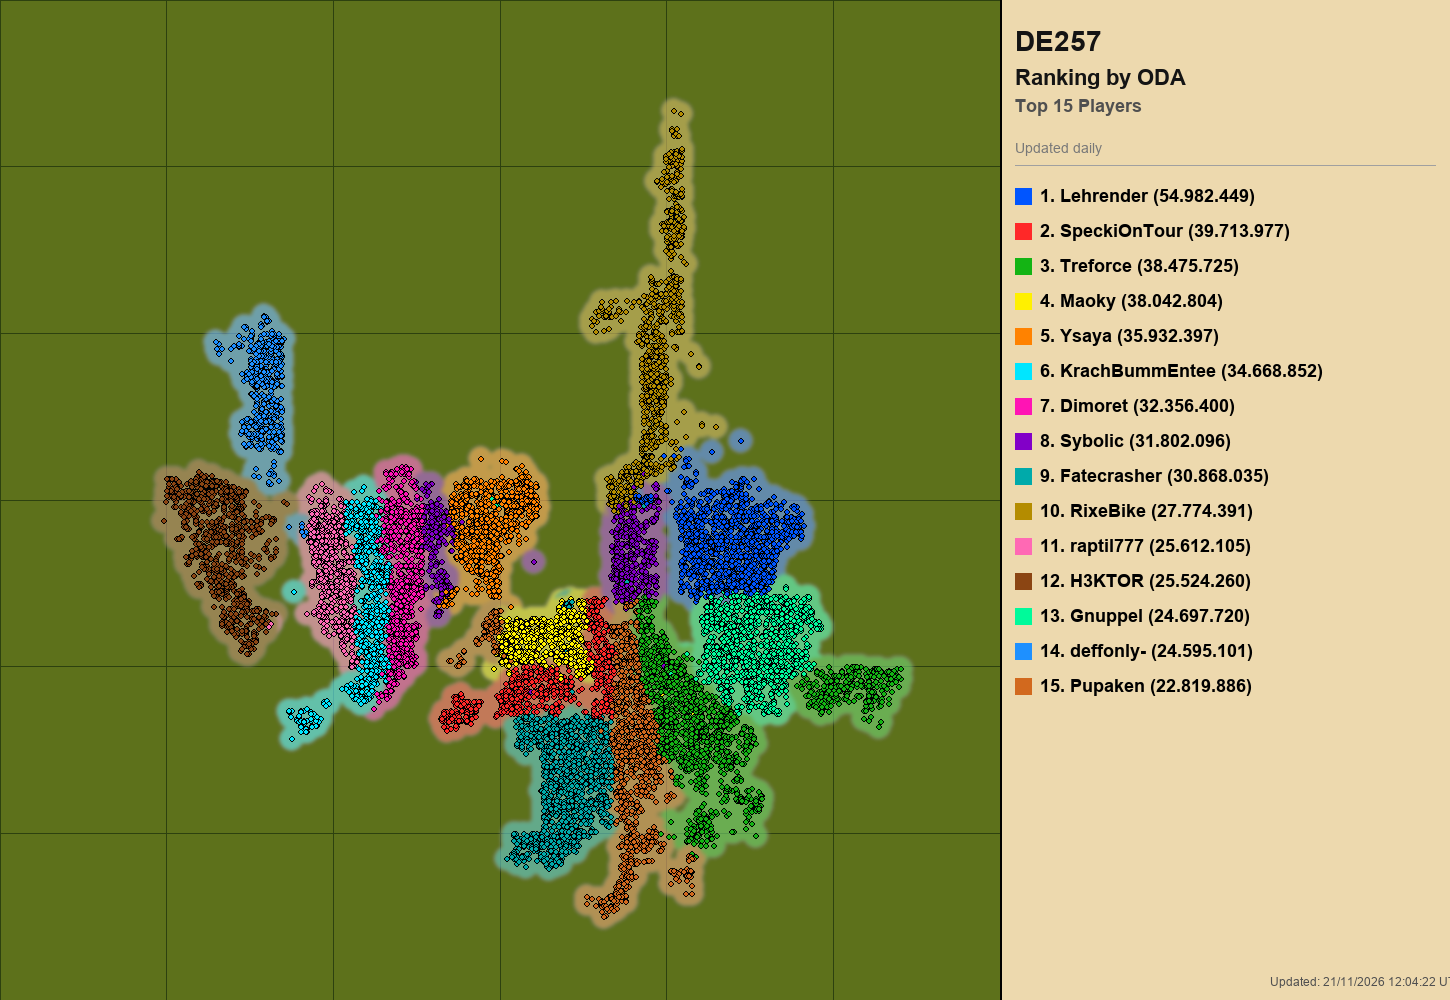 DE257
Ranking by ODA
Top 15 Players
Updated daily
1. Lehrender (54.982.449)
2. SpeckiOnTour (39.713.977)
3. Treforce (38.475.725)
4. Maoky (38.042.804)
5. Ysaya (35.932.397)
6. KrachBummEntee (34.668.852)
7. Dimoret (32.356.400)
8. Sybolic (31.802.096)
9. Fatecrasher (30.868.035)
10. RixeBike (27.774.391)
11. raptil777 (25.612.105)
12. H3KTOR (25.524.260)
13. Gnuppel (24.697.720)
14. deffonly- (24.595.101)
15. Pupaken (22.819.886)
Updated: 21/11/2026 12:04:22 U